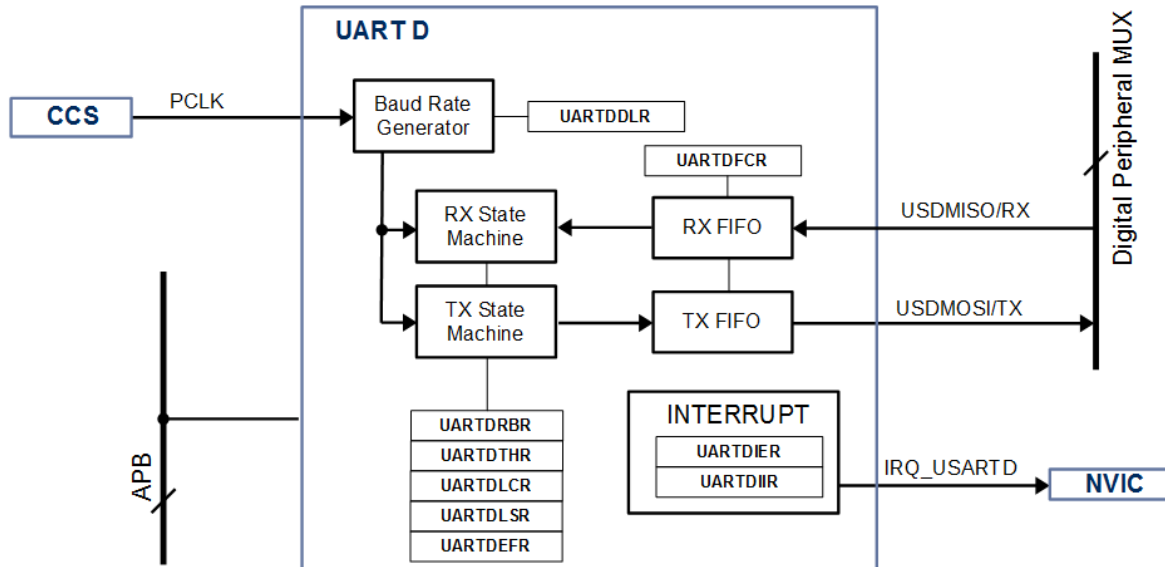 UART D
CCS
PCLK
Baud Rate
Generator
UARTDDLR
UARTDFCR
RX State
Machine
RX FIFO
USDMISO/RX
TX State
Machine
TX FIFO
USDMOSI/TX
Digital Peripheral MUX
APB
UARTDRBR
UARTDTHR
UARTDLCR
UARTDLSR
UARTDEFR
INTERRUPT
UARTDIER
UARTDIIR
IRQ_USARTD
NVIC